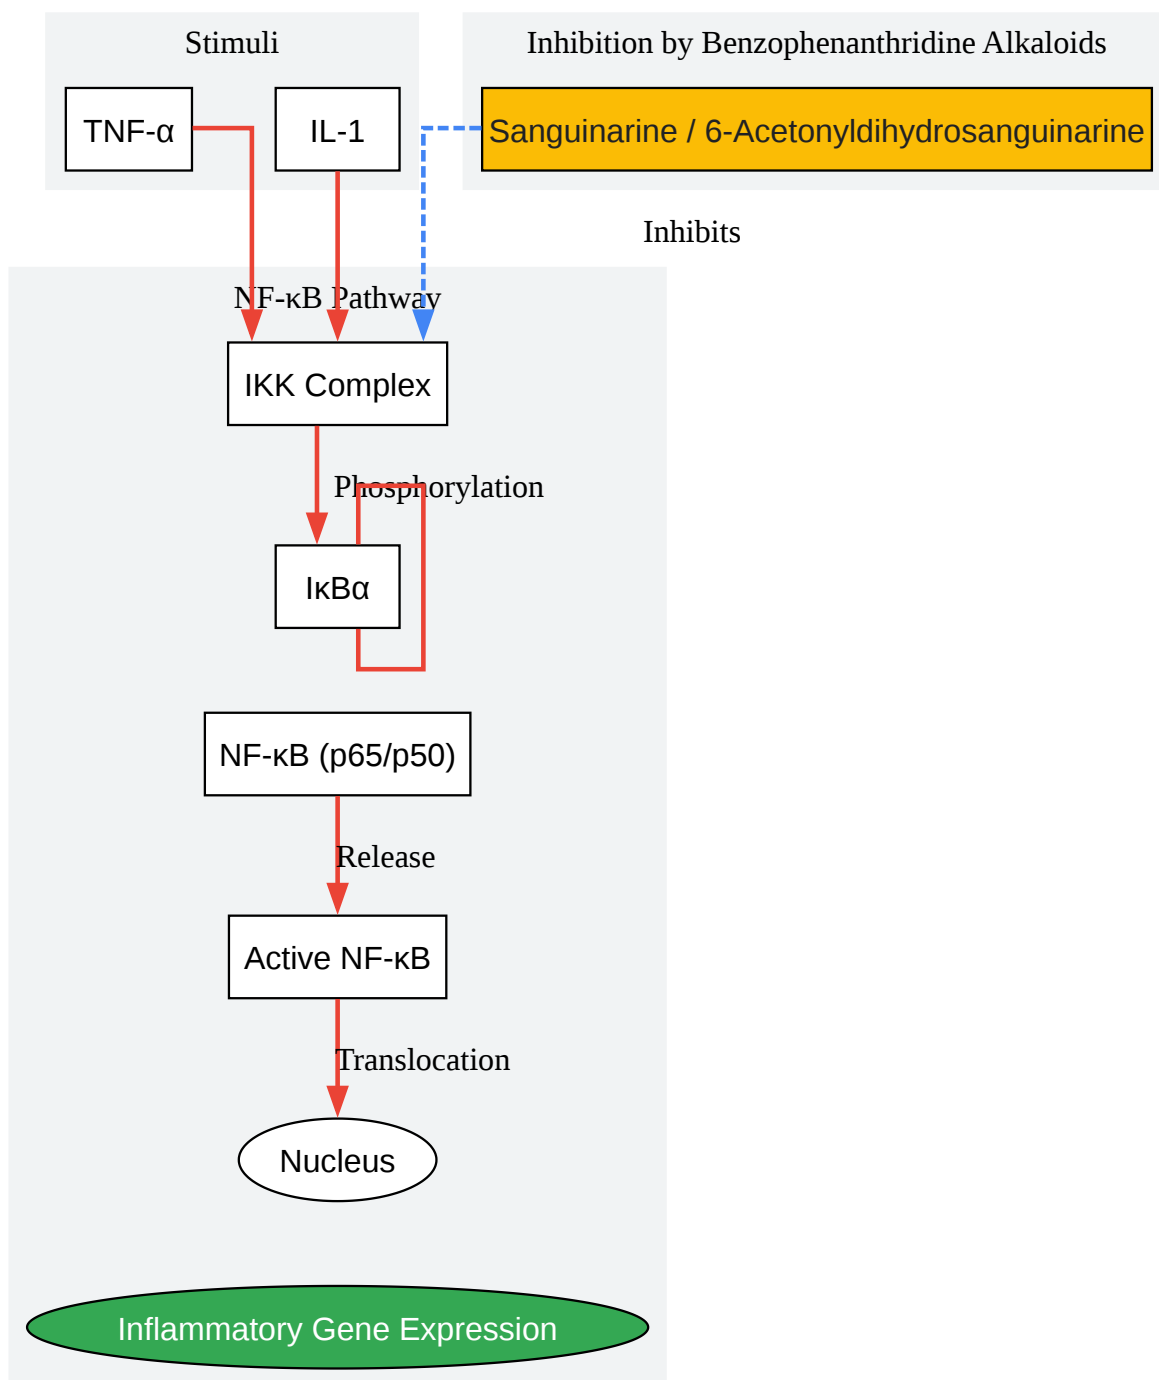 Stimuli
Inhibition by Benzophenanthridine Alkaloids
TNF-α
IL-1
Sanguinarine / 6-Acetonyldihydrosanguinarine
Inhibits
NF-κB Pathway
IKK Complex
Phosphorylation
IκBα
NF-κB (p65/p50)
Release
Active NF-κB
Translocation
Nucleus
Inflammatory Gene Expression